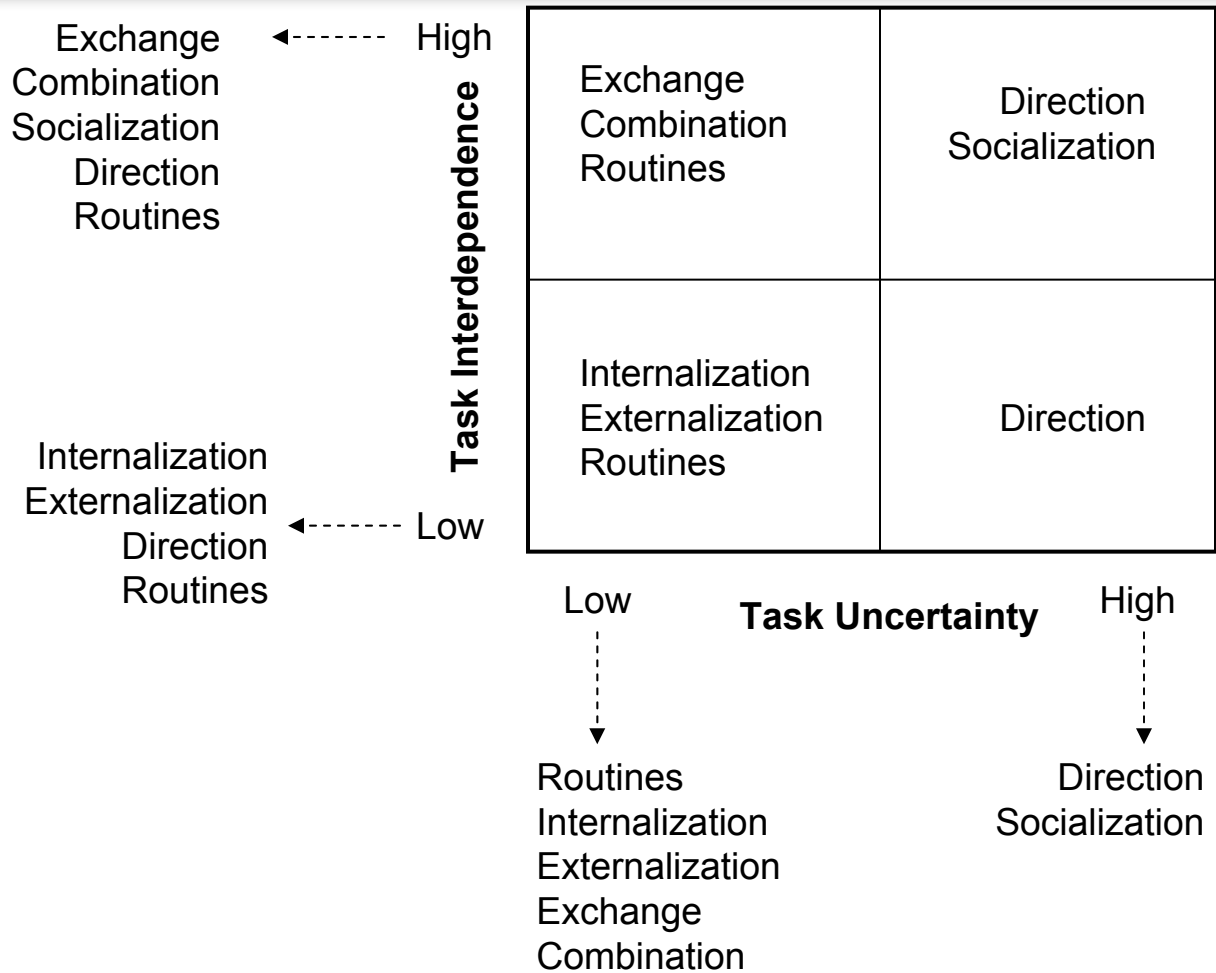 Exchange
Combination
Socialization
Direction
Routines
High
Task Interdependence
Exchange
Combination
Routines
Direction
Socialization
Internalization
Externalization
Direction
Routines
Low
Internalization
Externalization
Routines
Direction
Low
Task Uncertainty
High
Routines
Internalization
Externalization
Exchange
Combination
Direction
Socialization